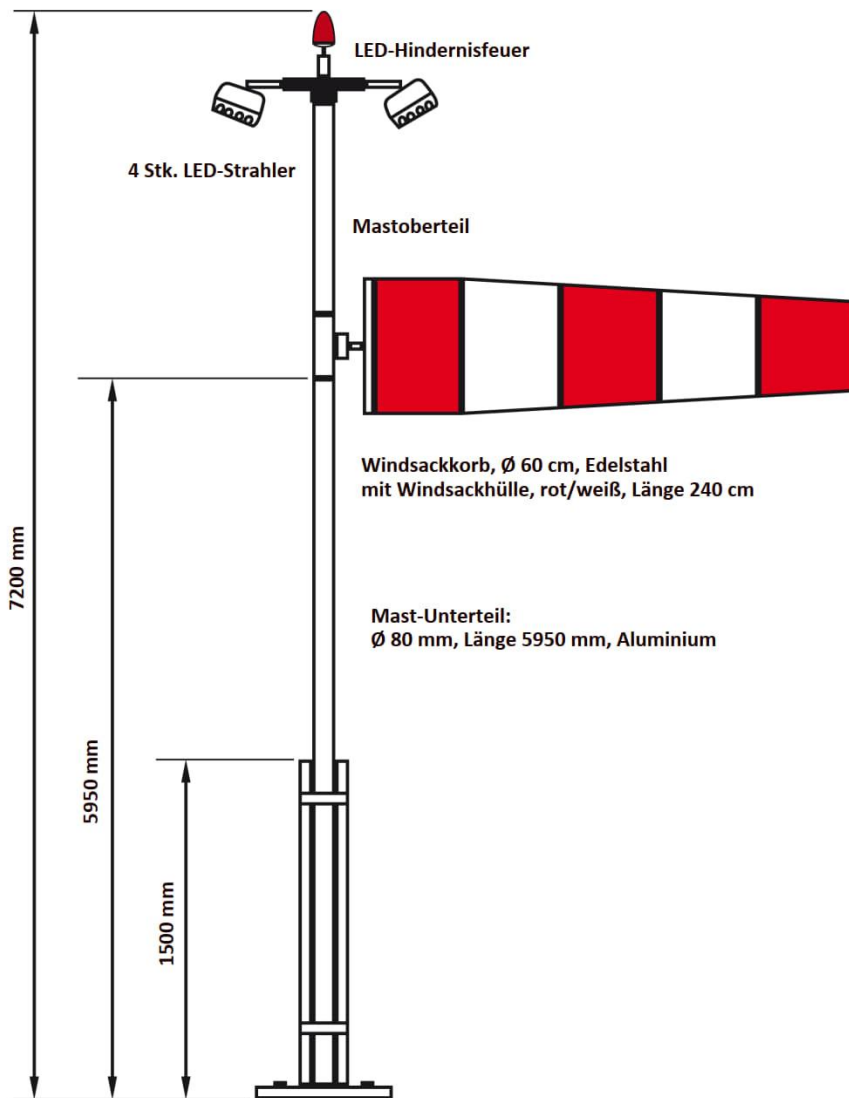 LED-Hindernisfeuer
4 Stk. LED-Strahler
Mastoberteil
Windsackkorb, Ø 60 cm, Edelstahl
mit Windsackhülle, rot/weiß, Länge 240 cm
7200 mm
Mast-Unterteil:
Ø 80 mm, Länge 5950 mm, Aluminium
5950 mm
1500 mm